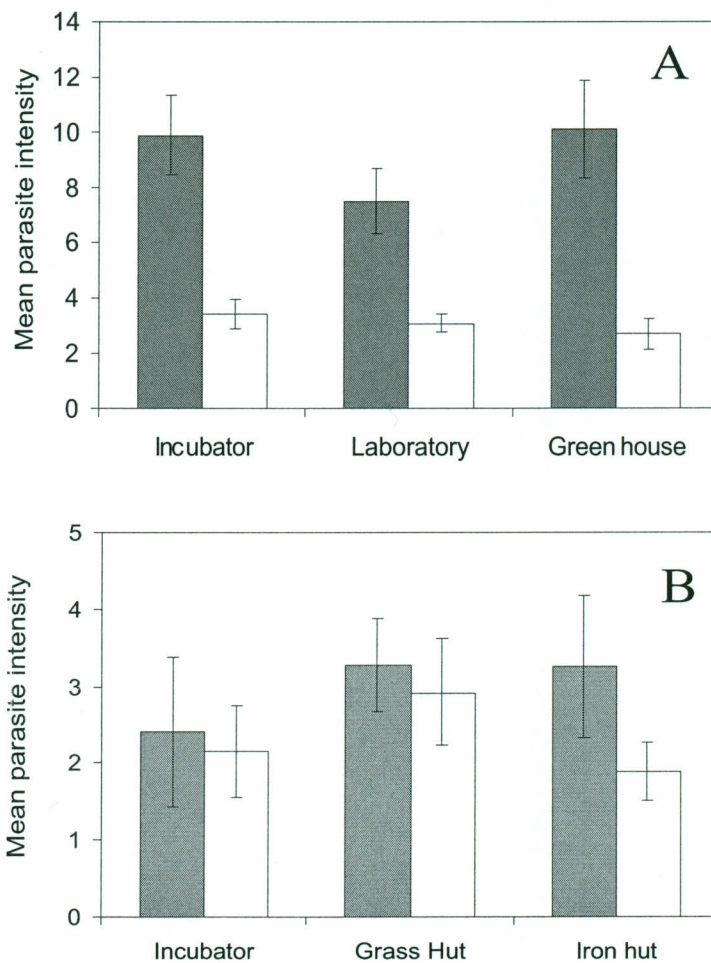 A
Mean parasite intensity
14
12
10
8
6
4
2
0
Incubator Laboratory Green house
B
Mean parasite intensity
5
4
3
2
1
0
Incubator Grass Hut Iron hut